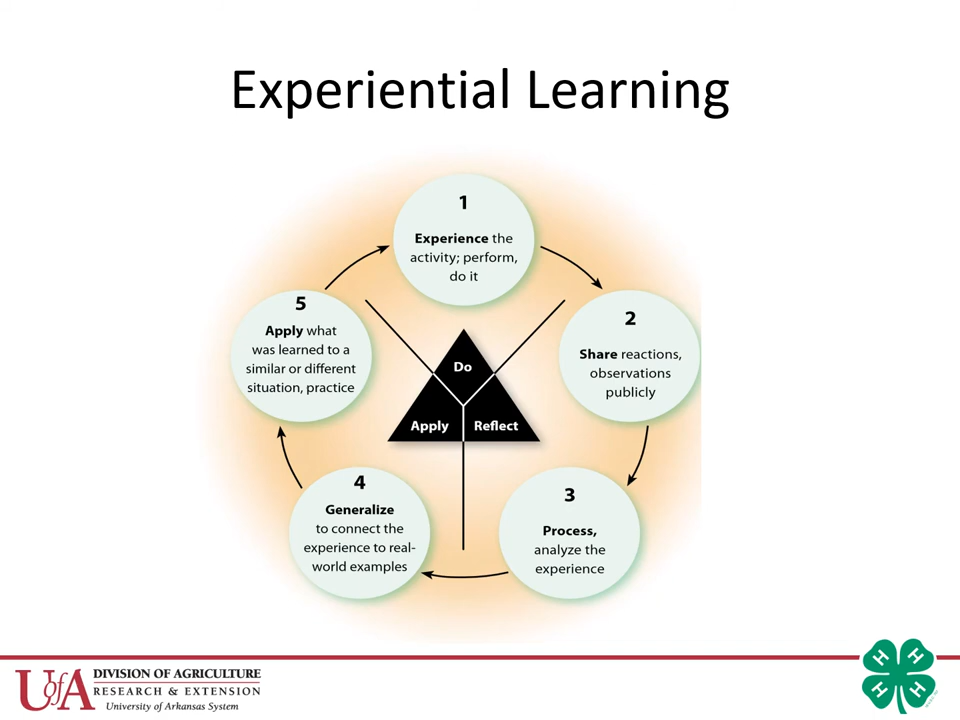 Experiential Learning
1
Experience the
activity; perform,
do it
2
Share reactions,
observations
publicly
3
Process,
analyze the
experience
4
Generalize
to connect the
experience to real-
world examples
5
Apply what
was learned to a
similar or different
situation, practice
Do
Apply
Reflect
UofA
DIVISION OF AGRICULTURE
RESEARCH & EXTENSION
University of Arkansas System
H H
H H